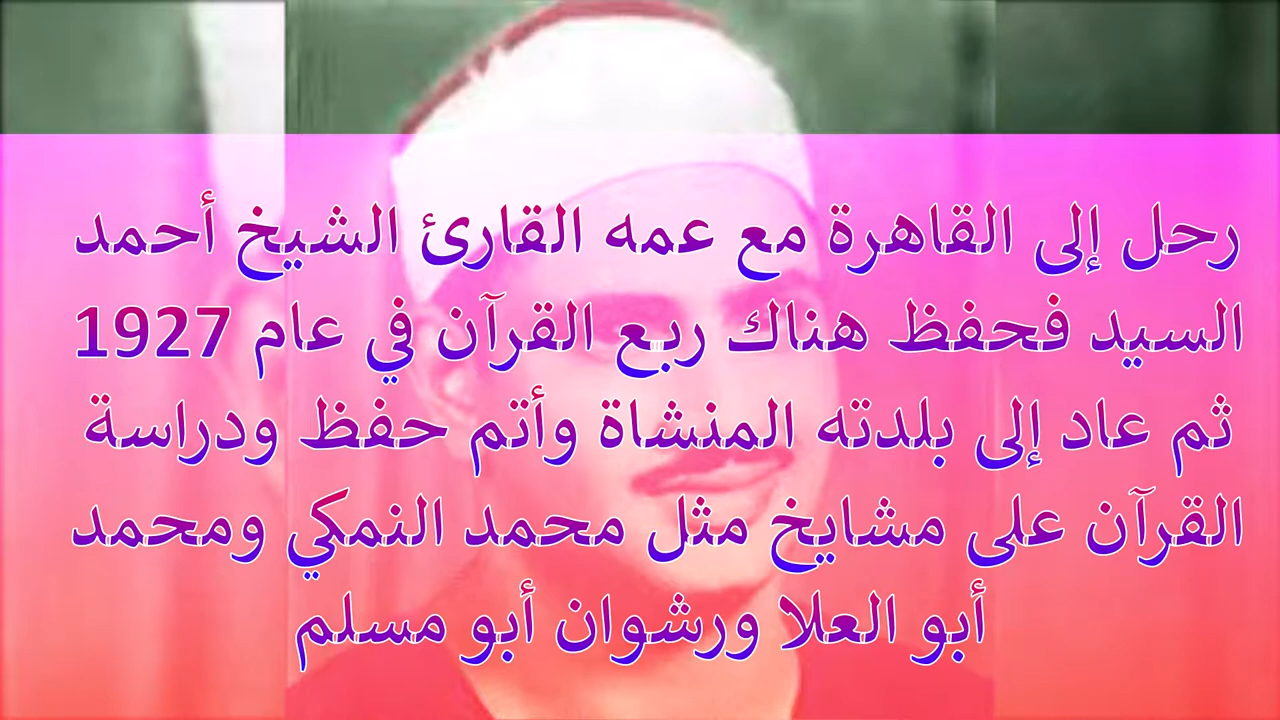 رحل إلى القاهرة مع عمه القارئ الشيخ أحمد
السيد فحفظ هناك ربع القرآن في عام 1927
ثم عاد إلى بلدته المنشاة وأتم حفظ ودراسة
القرآن على مشايخ مثل محمد النمكي ومحمد
أبو العلا ورشوان أبو مسلم